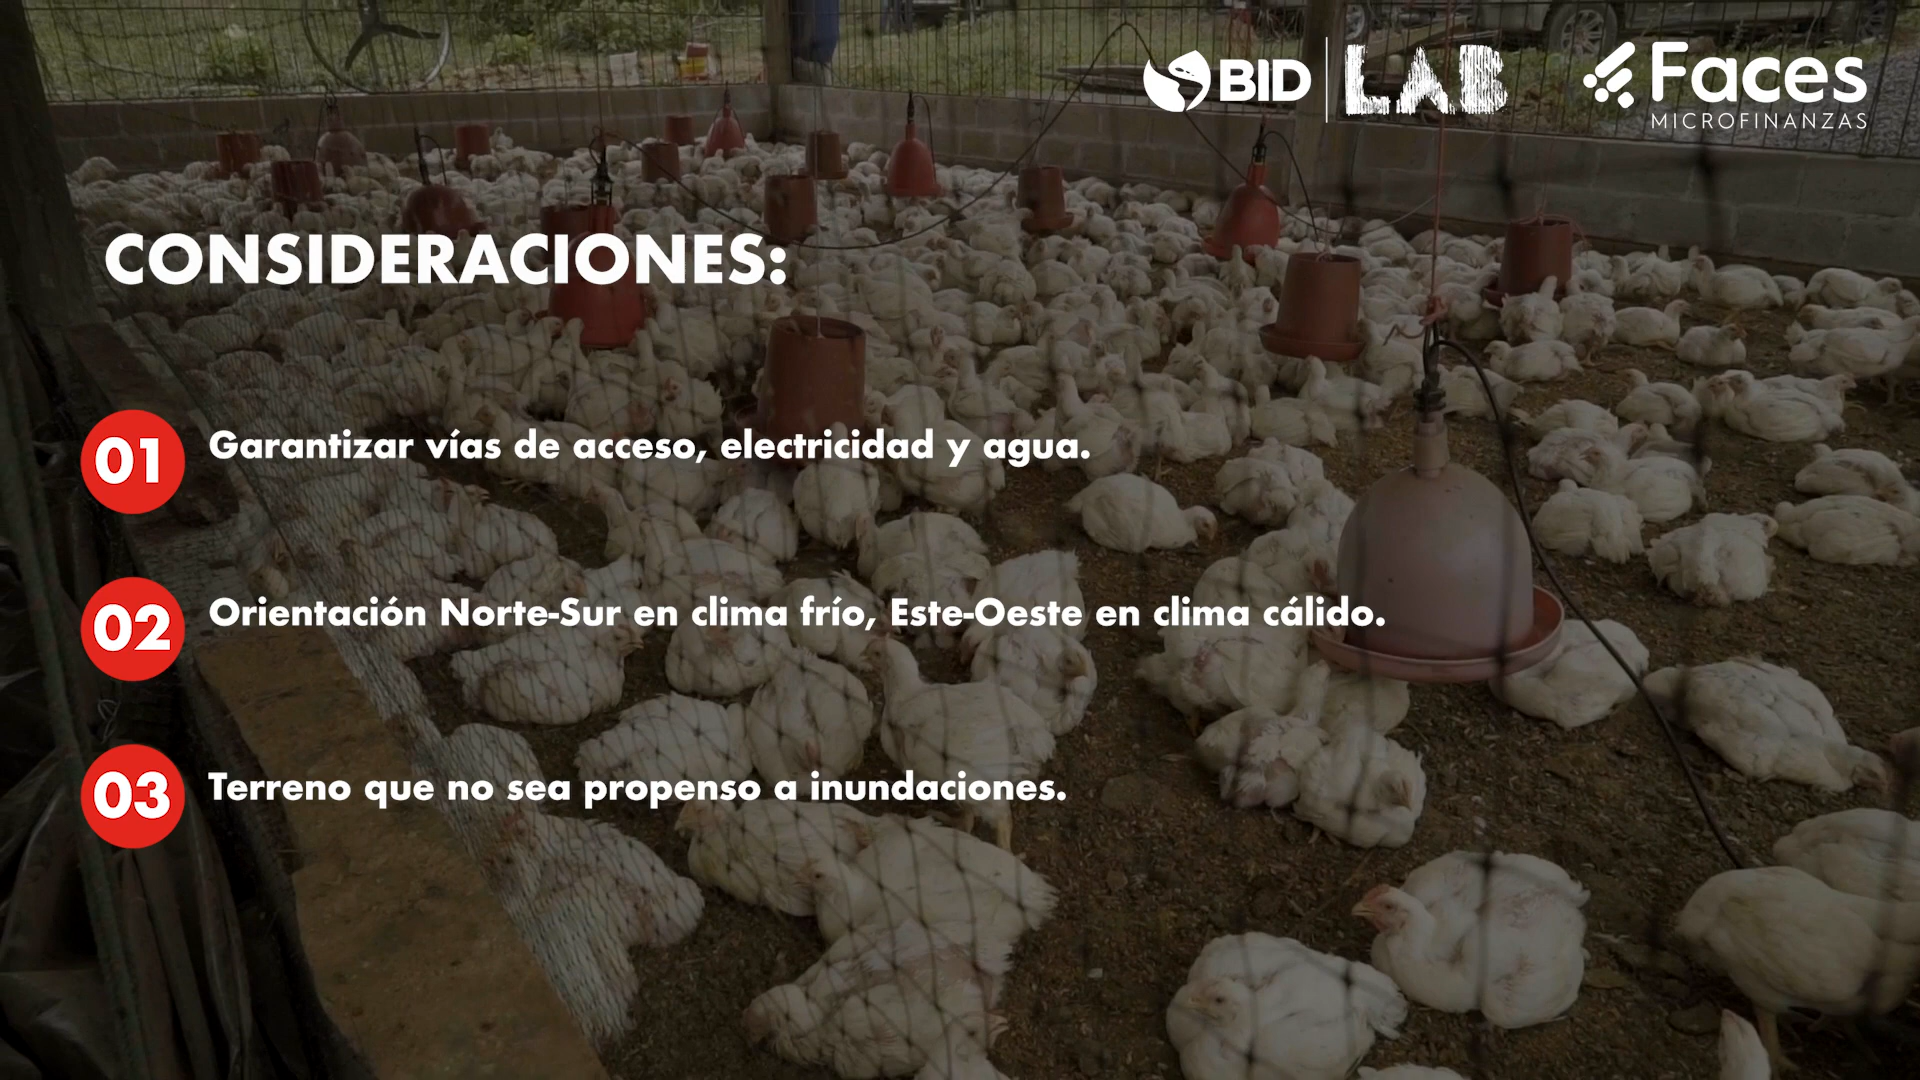 BID LAB
Faces
MICROFINANZAS
CONSIDERACIONES:
01 Garantizar vías de acceso, electricidad y agua.
02 Orientación Norte-Sur en clima frío, Este-Oeste en clima cálido.
03 Terreno que no sea propenso a inundaciones.